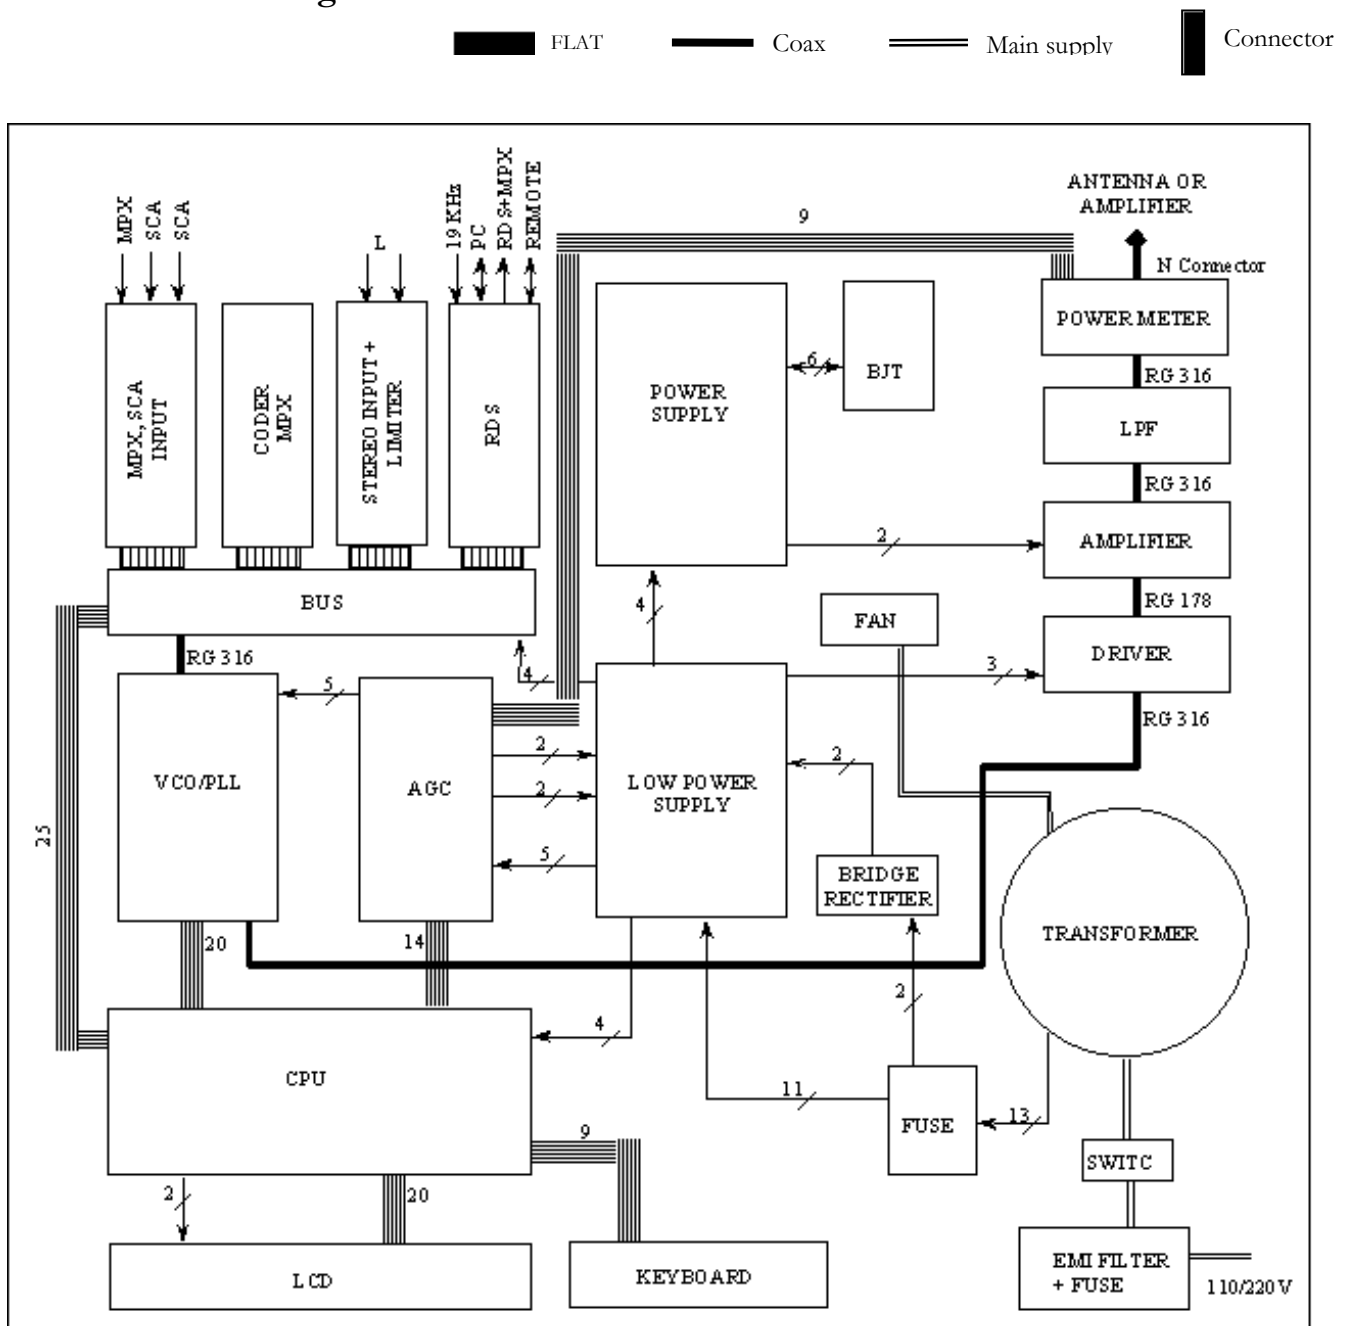 FLAT
Coax
Main supply
Connector
MPX
SCA
SCA
L
19 KHz
PC
RDS+MPX
REMOTE
9
ANTENNA OR
AMPLIFIER
N Connector
MPX, SCA
INPUT
CODER
MPX
STEREO INPUT +
LIMITER
RDS
POWER
SUPPLY
6
BJT
POWER METER
RG 316
LPF
RG 316
2
AMPLIFIER
RG 178
BUS
4
FAN
DRIVER
RG 316
4
3
RG 316
5
VCO/PLL
AGC
2
2
5
LOW POWER
SUPPLY
2
BRIDGE
RECTIFIER
TRANSFORMER
25
20
14
4
2
CPU
11
FUSE
13
SWITC
9
2
20
LCD
KEYBOARD
EMI FILTER
+ FUSE
110/220 V